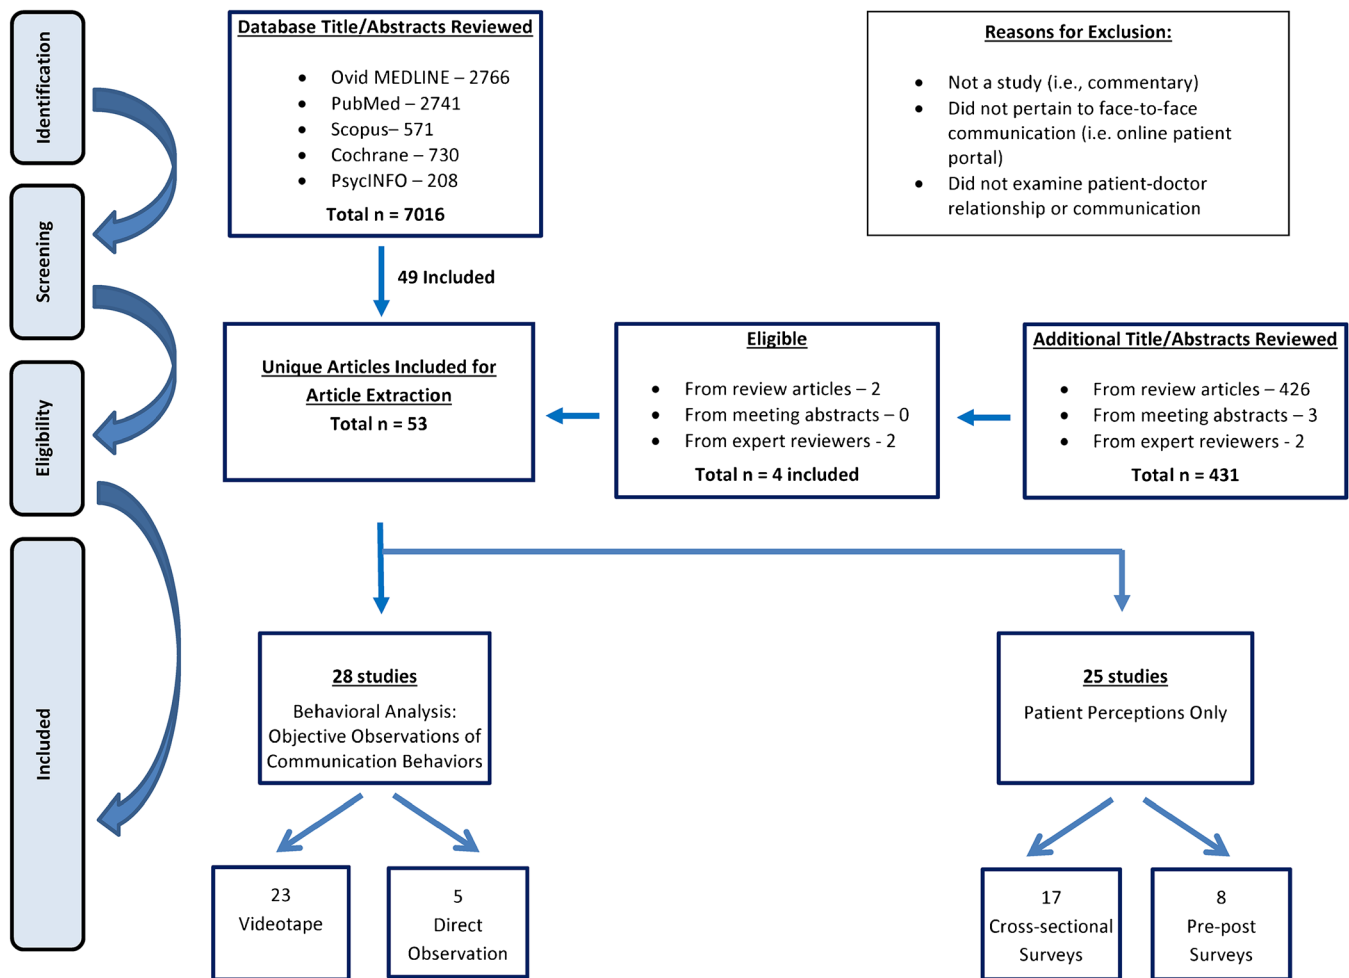 Identification
Screening
Eligibility
Included
Database Title/Abstracts Reviewed
• Ovid MEDLINE – 2766
• PubMed – 2741
• Scopus– 571
• Cochrane – 730
• PsycINFO – 208
Total n = 7016
Reasons for Exclusion:
• Not a study (i.e., commentary)
• Did not pertain to face-to-face
communication (i.e. online patient
portal)
• Did not examine patient-doctor
relationship or communication
49 Included
Unique Articles Included for
Article Extraction
Total n = 53
Eligible
• From review articles – 2
• From meeting abstracts – 0
• From expert reviewers - 2
Total n = 4 included
Additional Title/Abstracts Reviewed
• From review articles – 426
• From meeting abstracts – 3
• From expert reviewers - 2
Total n = 431
28 studies
Behavioral Analysis:
Objective Observations of
Communication Behaviors
25 studies
Patient Perceptions Only
23
Videotape
5
Direct
Observation
17
Cross-sectional
Surveys
8
Pre-post
Surveys